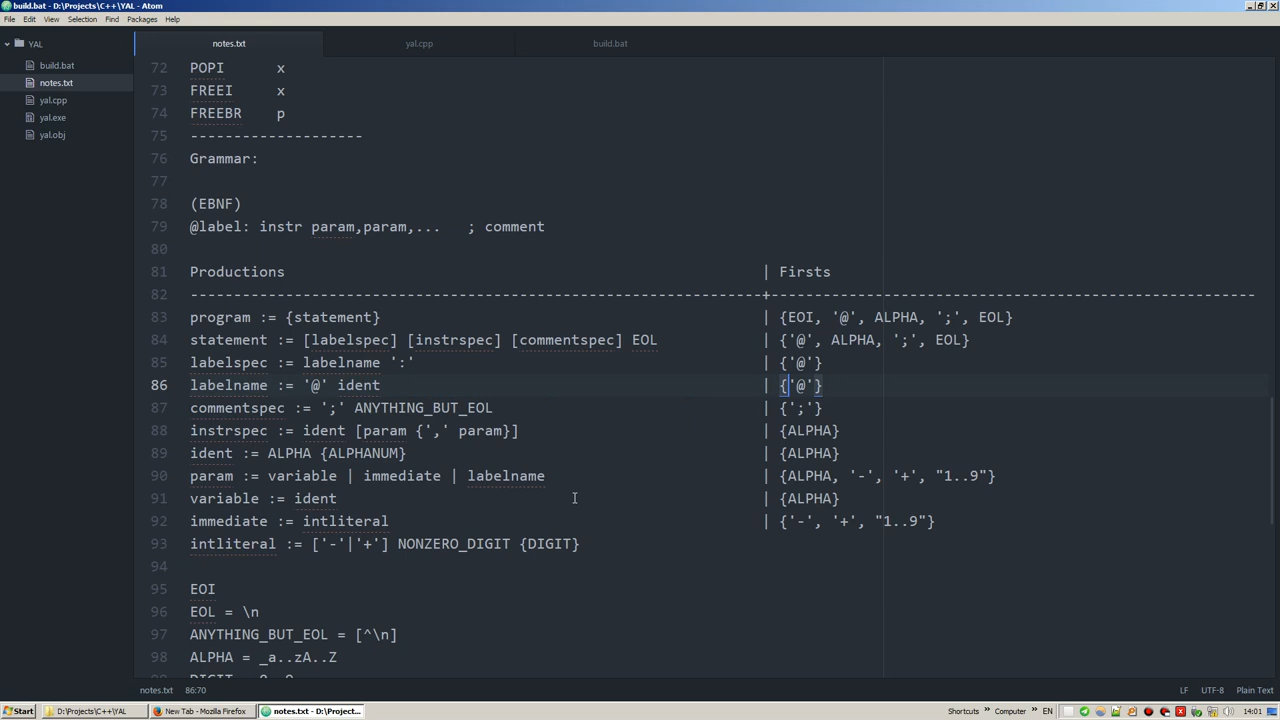 build.bat - D:\Projects\C++\YAL - Atom
File Edit View Selection Find Packages Help
YAL
build.bat
notes.txt
yal.cpp
yal.exe
yal.obj
notes.txt yal.cpp build.bat
72 POPI x
73 FREEI x
74 FREEBR p
75 --------------------
76 Grammar:
77
78 (EBNF)
79 @label: instr param,param,... ; comment
80
81 Productions | Firsts
82 ------------------------------------------------------------------+--------------------------------------------------------
83 program := {statement} | {EOI, '@', ALPHA, ';', EOL}
84 statement := [labelspec] [instrspec] [commentspec] EOL | {'@', ALPHA, ';', EOL}
85 labelspec := labelname ':' | {'@'}
86 labelname := '@' ident | {'@'}
87 commentspec := ';' ANYTHING_BUT_EOL | {';'}
88 instrspec := ident [param {',' param}] | {ALPHA}
89 ident := ALPHA {ALPHANUM} | {ALPHA}
90 param := variable | immediate | labelname | {ALPHA, '-', '+', "1..9"}
91 variable := ident | {ALPHA}
92 immediate := intliteral | {'-', '+', "1..9"}
93 intliteral := ['-'|'+'] NONZERO_DIGIT {DIGIT}
94
95 EOI
96 EOL = \n
97 ANYTHING_BUT_EOL = [^\n]
98 ALPHA = _a..zA..Z
notes.txt 86:70 LF UTF-8 Plain Text
Start D:\Projects\C++\YAL New Tab - Mozilla Firefox notes.txt - D:\Project... Shortcuts » Computer » EN 14:01